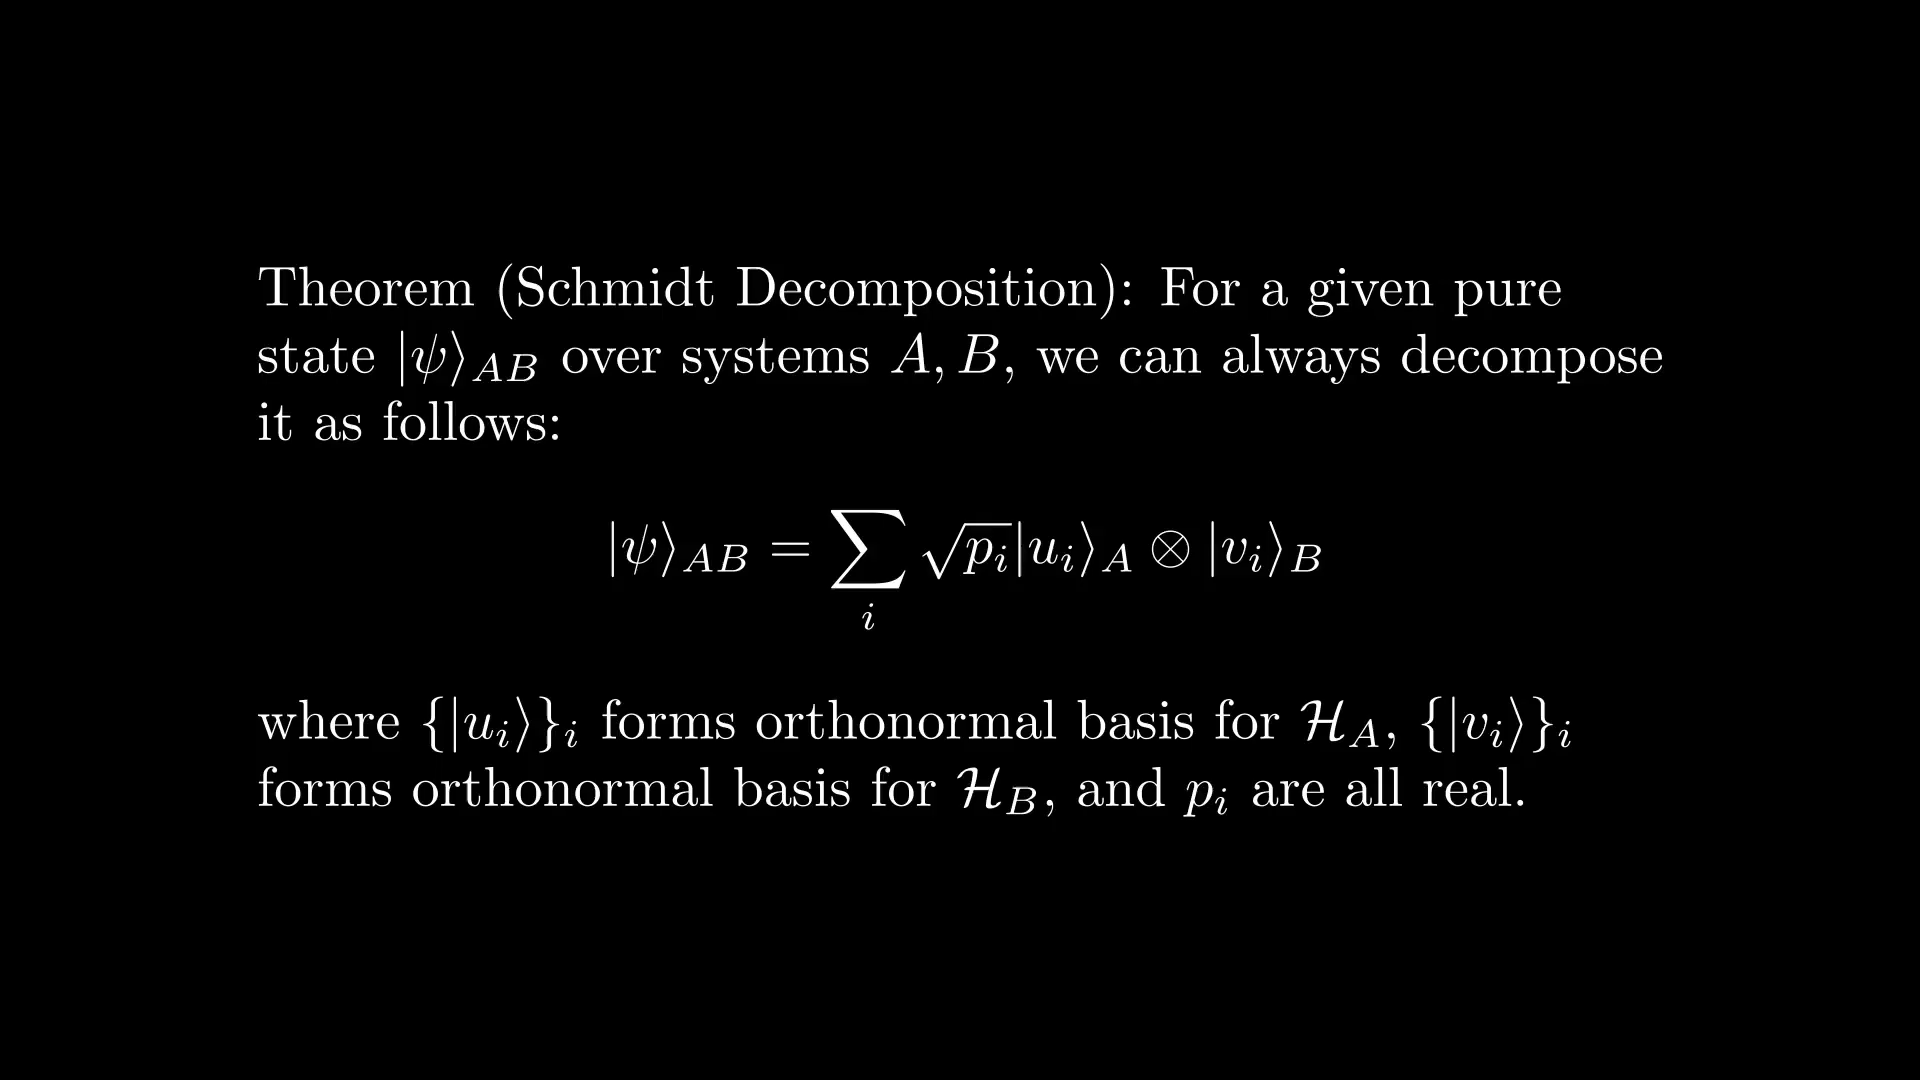 Theorem (Schmidt Decomposition): For a given pure
state |ψ⟩_{AB} over systems A, B, we can always decompose
it as follows:
|ψ⟩_{AB} = ∑_i √p_i |u_i⟩_A ⊗ |v_i⟩_B
where {|u_i⟩}_i forms orthonormal basis for ℋ_A, {|v_i⟩}_i
forms orthonormal basis for ℋ_B, and p_i are all real.